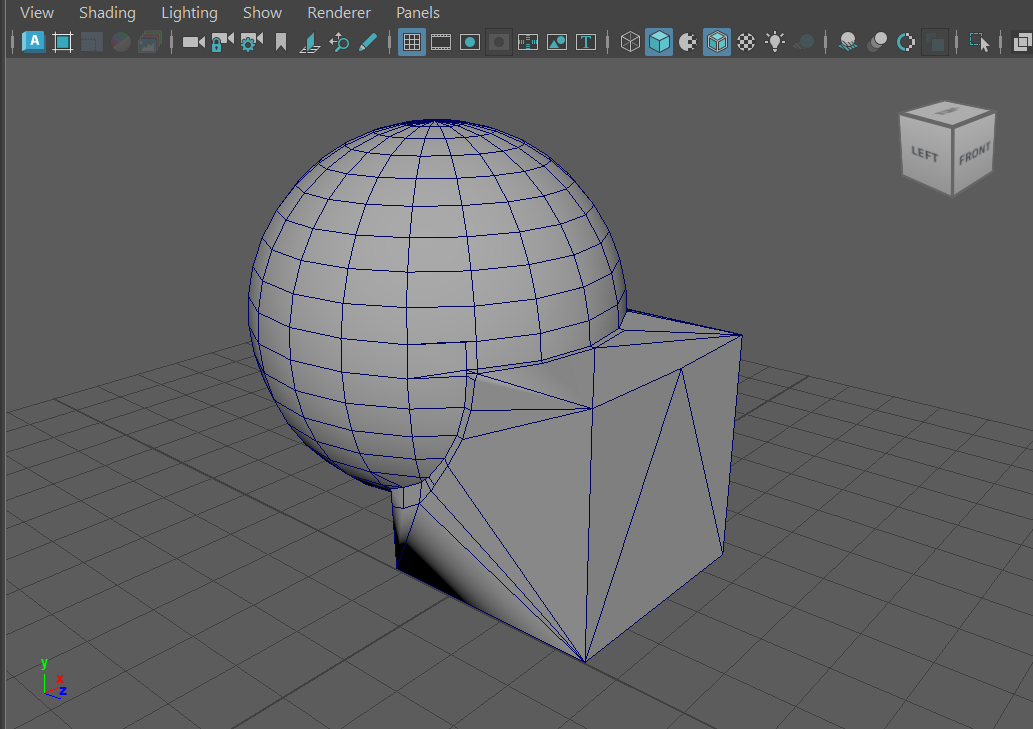 View Shading Lighting Show Renderer Panels
A T
LEFT FRONT
y
x
z